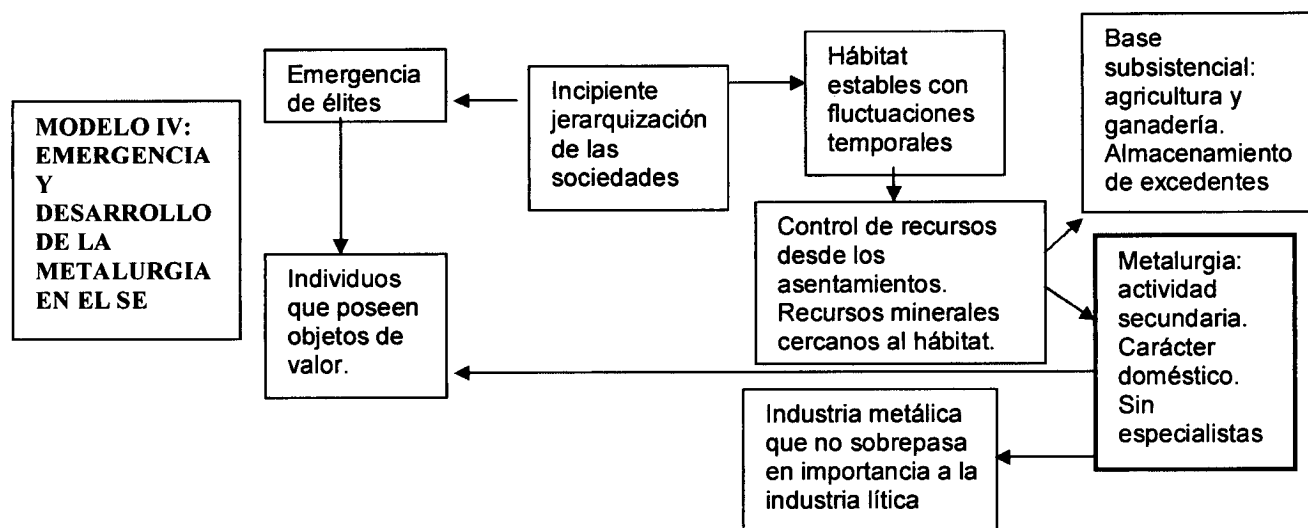 MODELO IV:
EMERGENCIA
Y
DESARROLLO
DE LA
METALURGIA
EN EL SE
Emergencia
de élites
Individuos
que poseen
objetos de
valor.
Incipiente
jerarquización
de las
sociedades
Hábitat
estables con
fluctuaciones
temporales
Control de recursos
desde los
asentamientos.
Recursos minerales
cercanos al hábitat.
Industria metálica
que no sobrepasa
en importancia a la
industria lítica
Base
subsistencial:
agricultura y
ganadería.
Almacenamiento
de excedentes
Metalurgia:
actividad
secundaria.
Carácter
doméstico.
Sin
especialistas